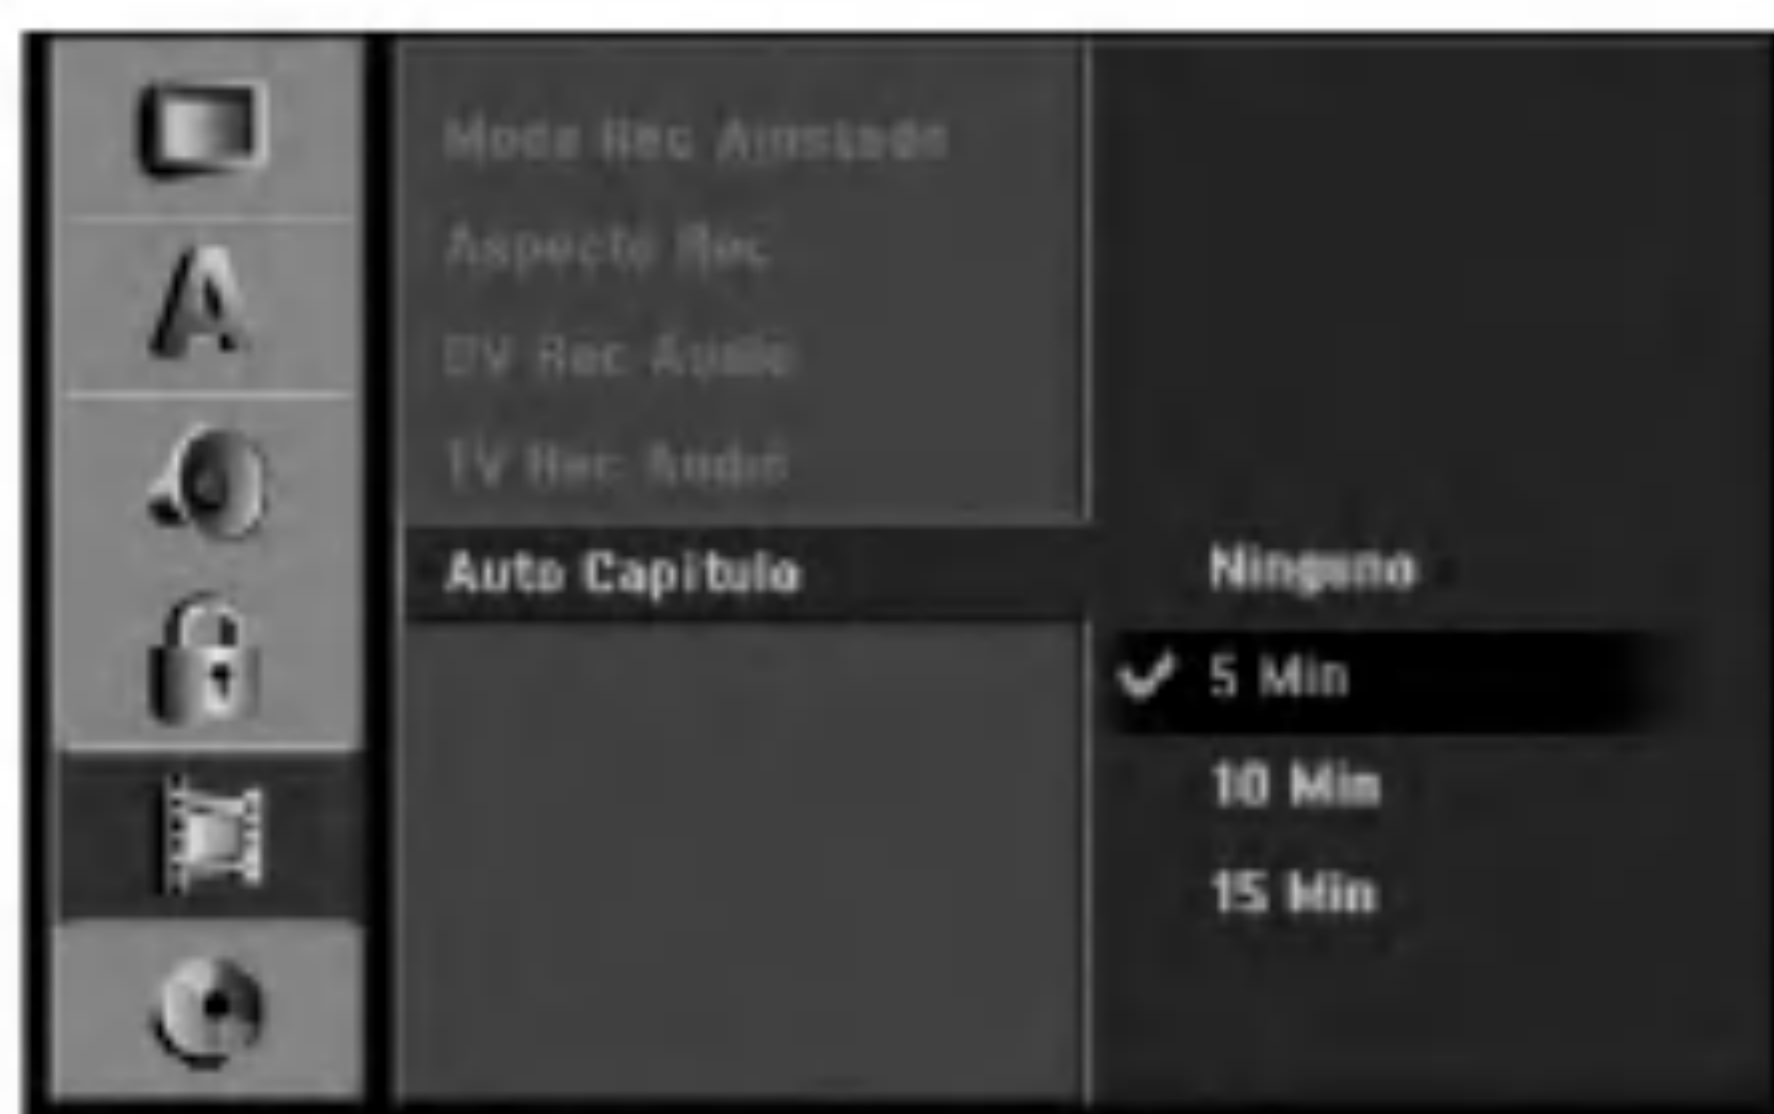 Modo Rec Ajustado
Aspecto Rec
DV Rec Audio
TV Rec Audio
Auto Capitulo
Ninguno
5 Min
10 Min
15 Min